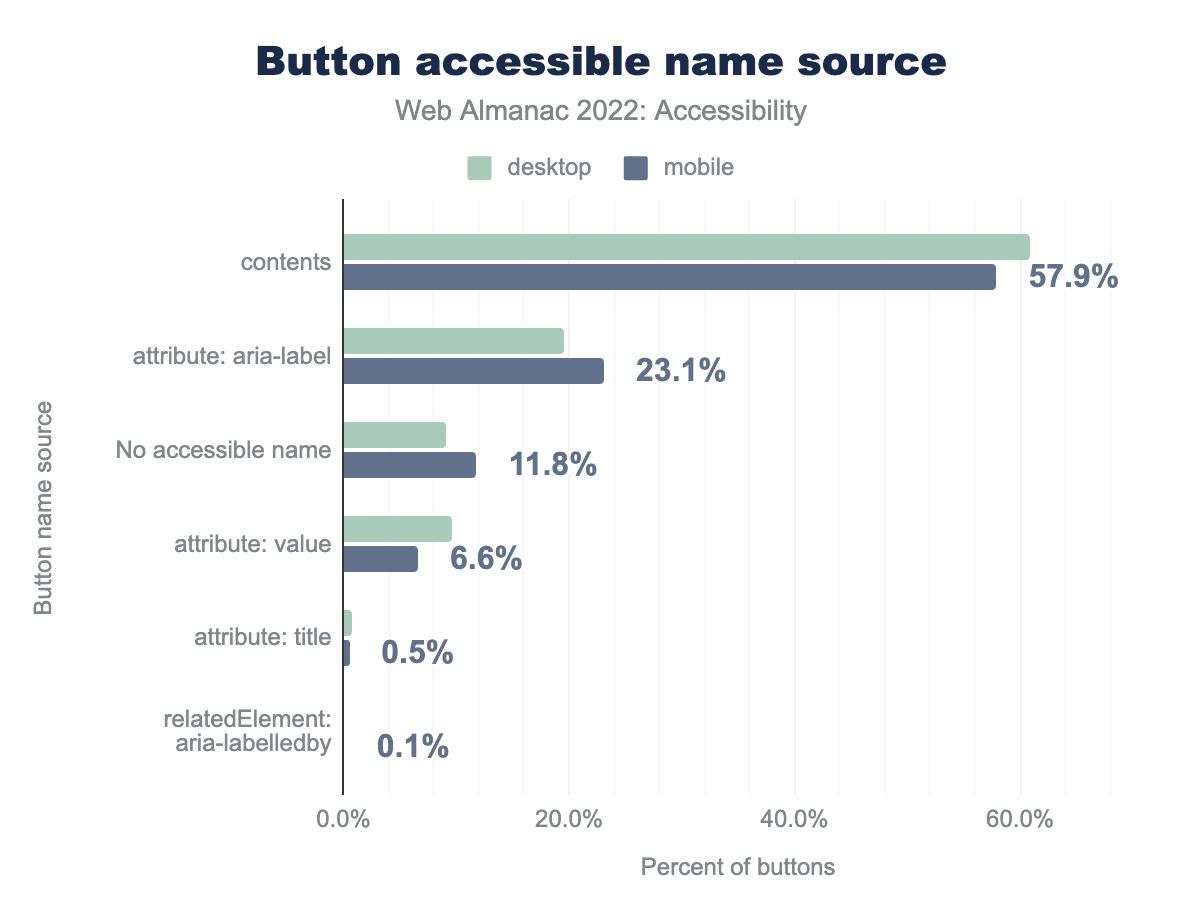 Button accessible name source
Web Almanac 2022: Accessibility
desktop mobile
contents
57.9%
attribute: aria-label
23.1%
No accessible name
11.8%
attribute: value
6.6%
attribute: title
0.5%
relatedElement:
aria-labelledby
0.1%
Button name source
0.0% 20.0% 40.0% 60.0%
Percent of buttons